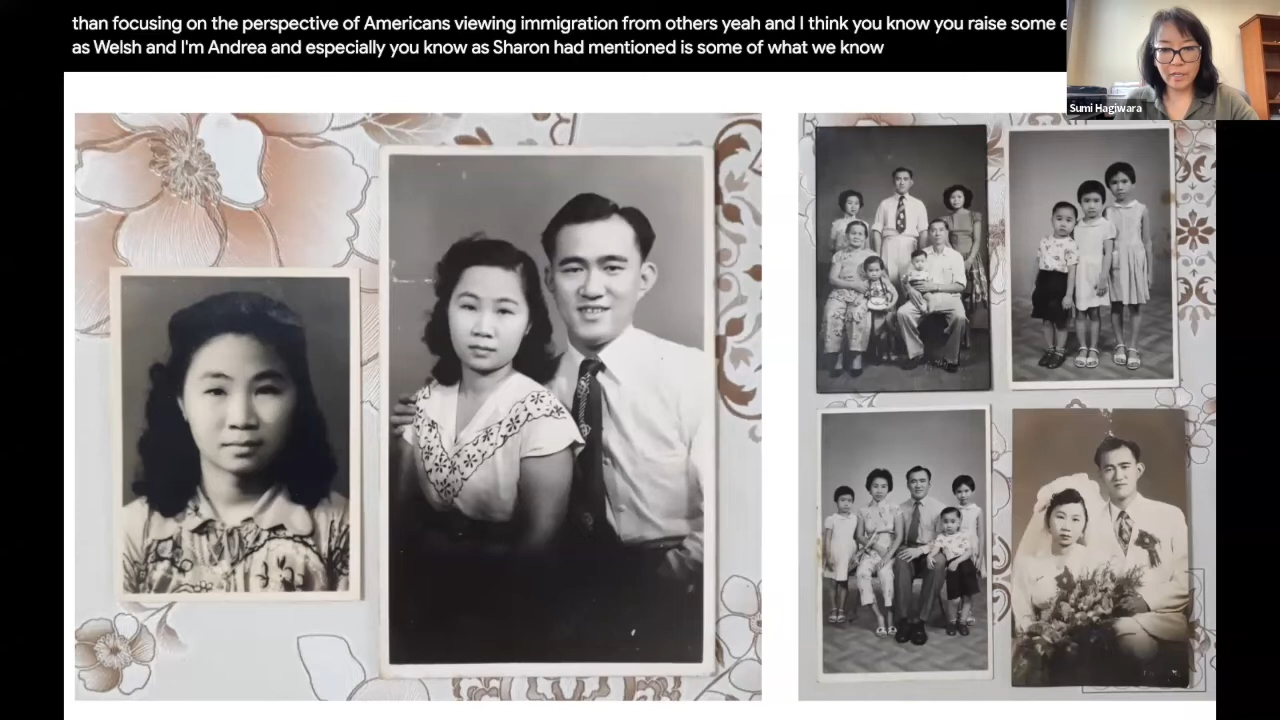 than focusing on the perspective of Americans viewing immigration from others yeah and I think you know you raise some
as Welsh and I'm Andrea and especially you know as Sharon had mentioned is some of what we know
Sumi Hagiwara